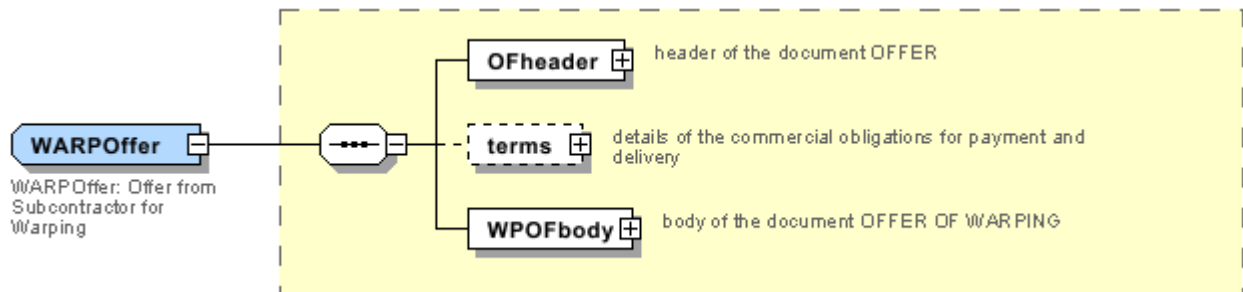 OFheader
header of the document OFFER
WARPOffer
WARPOffer: Offer from
Subcontractor for
Warping
terms
details of the commercial obligations for payment and
delivery
WPOFbody
body of the document OFFER OF WARPING